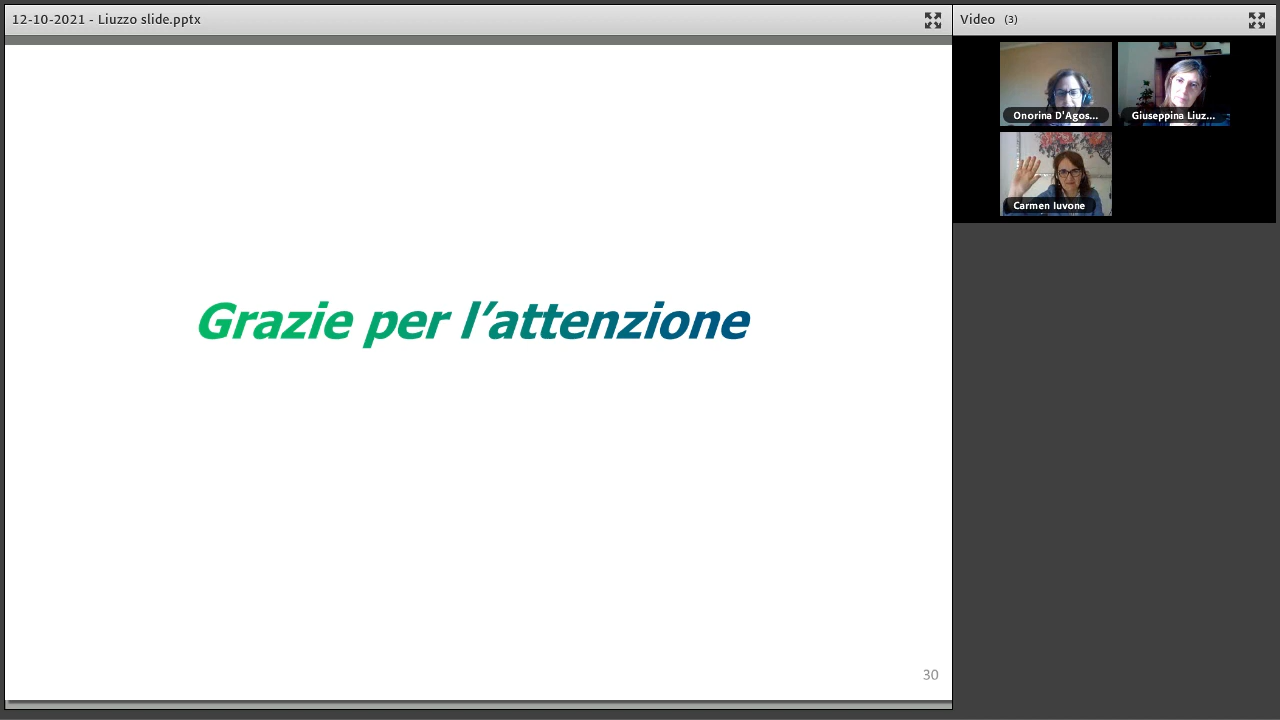 12-10-2021 - Liuzzo slide.pptx
Video (3)
Onorina D'Agos...
Giuseppina Liuz...
Carmen Iuvone
Grazie per l’attenzione
30